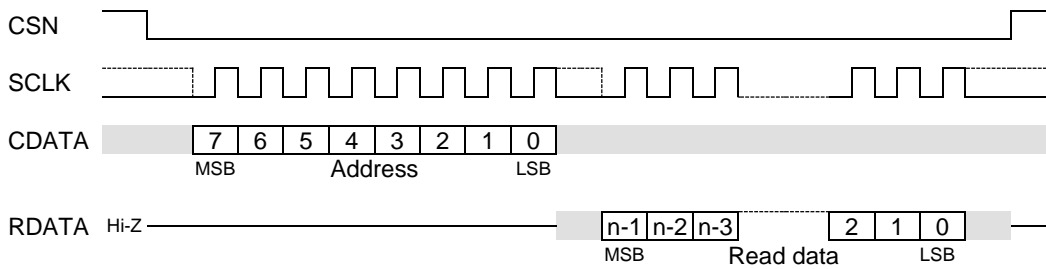 CSN
SCLK
CDATA 7 6 5 4 3 2 1 0
MSB Address LSB
RDATA Hi-Z n-1 n-2 n-3 2 1 0
MSB Read data LSB